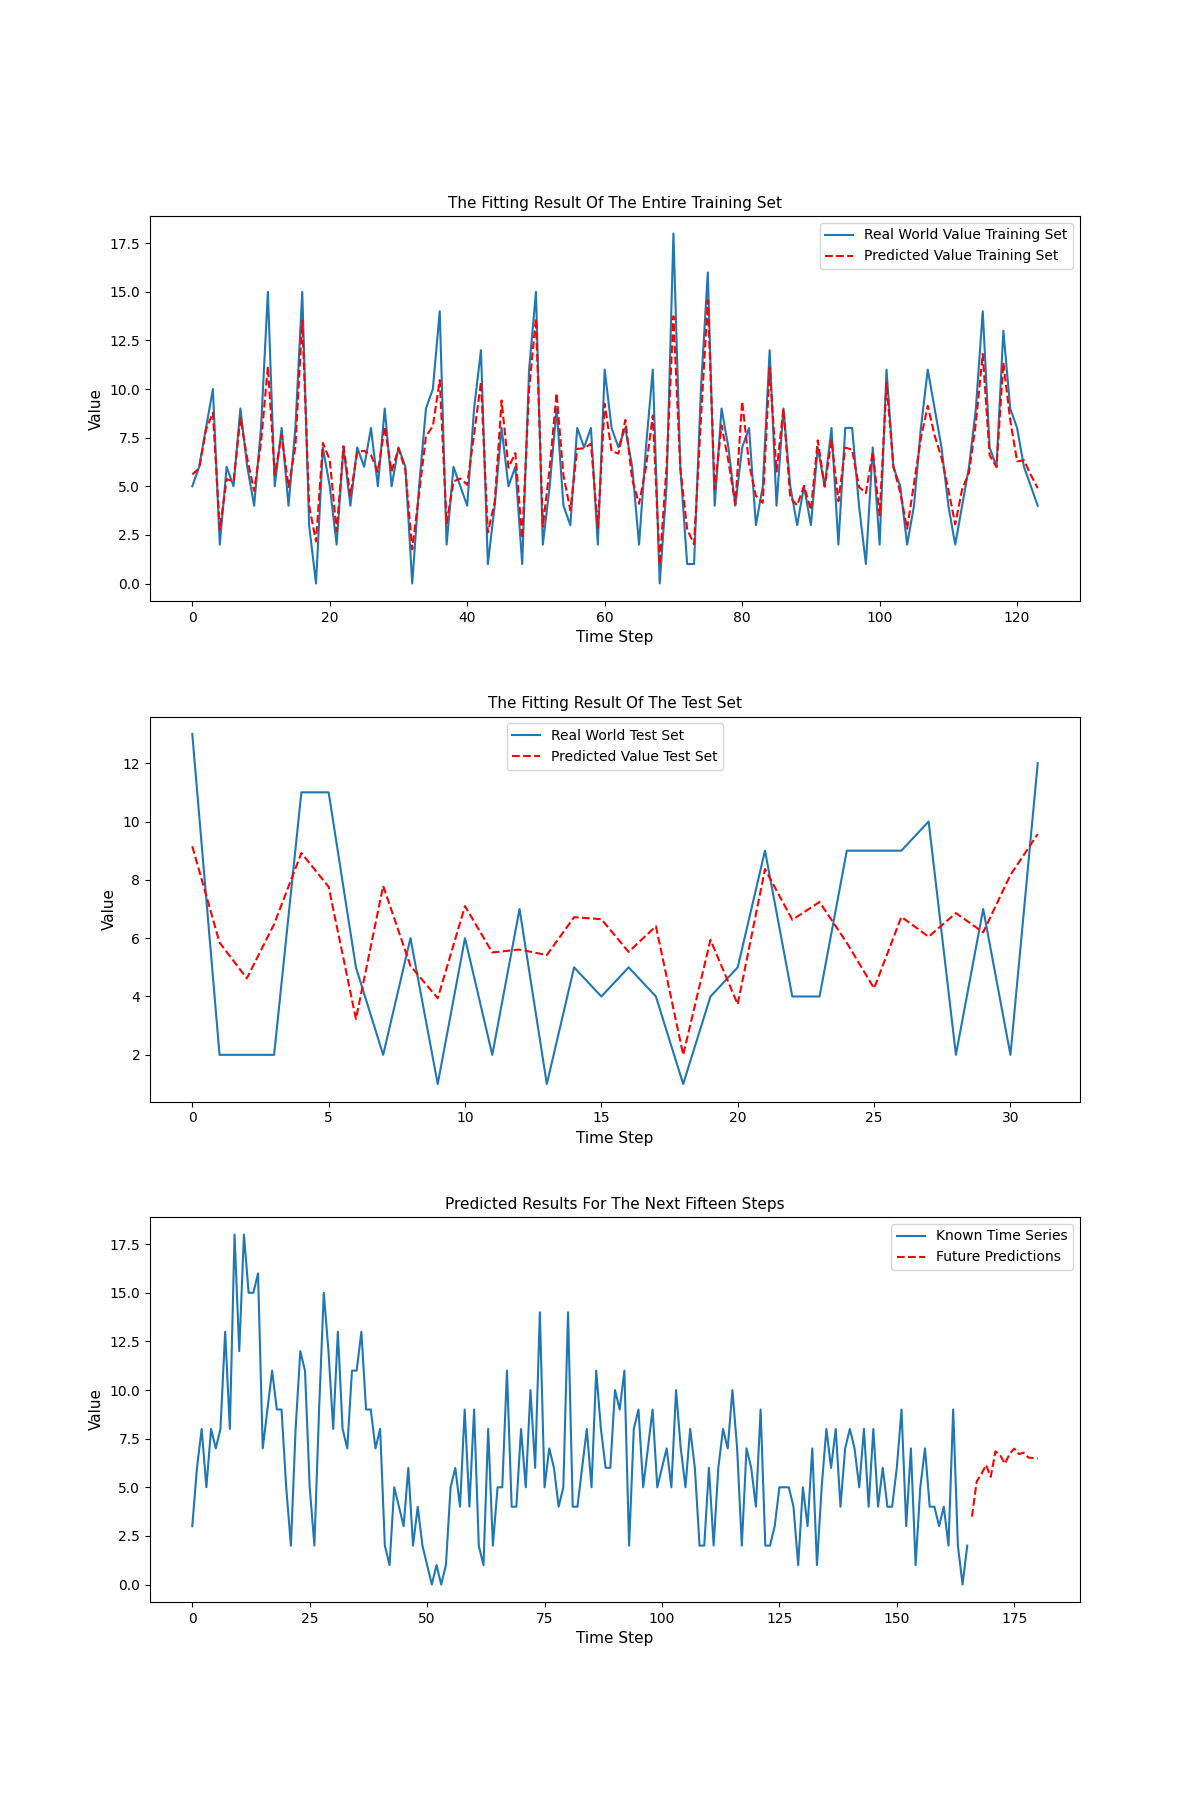 The Fitting Result Of The Entire Training Set
Real World Value Training Set
Predicted Value Training Set
Value
17.5
15.0
12.5
10.0
7.5
5.0
2.5
0.0
0 20 40 60 80 100 120
Time Step
The Fitting Result Of The Test Set
Real World Test Set
Predicted Value Test Set
Value
12
10
8
6
4
2
0 5 10 15 20 25 30
Time Step
Predicted Results For The Next Fifteen Steps
Known Time Series
Future Predictions
Value
17.5
15.0
12.5
10.0
7.5
5.0
2.5
0.0
0 25 50 75 100 125 150 175
Time Step